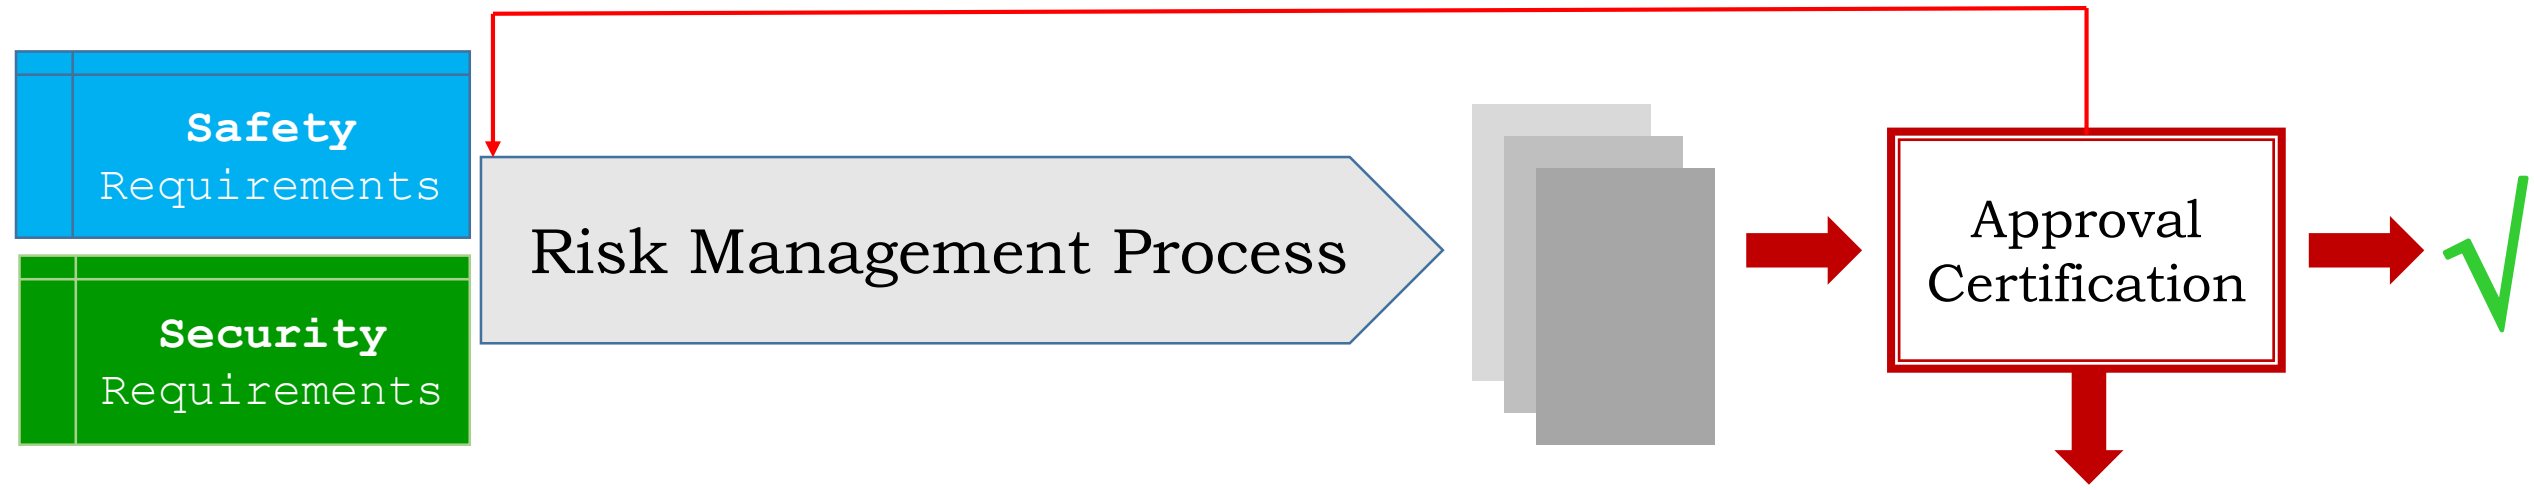 Safety
Requirements
Security
Requirements
Risk Management Process
Approval
Certification